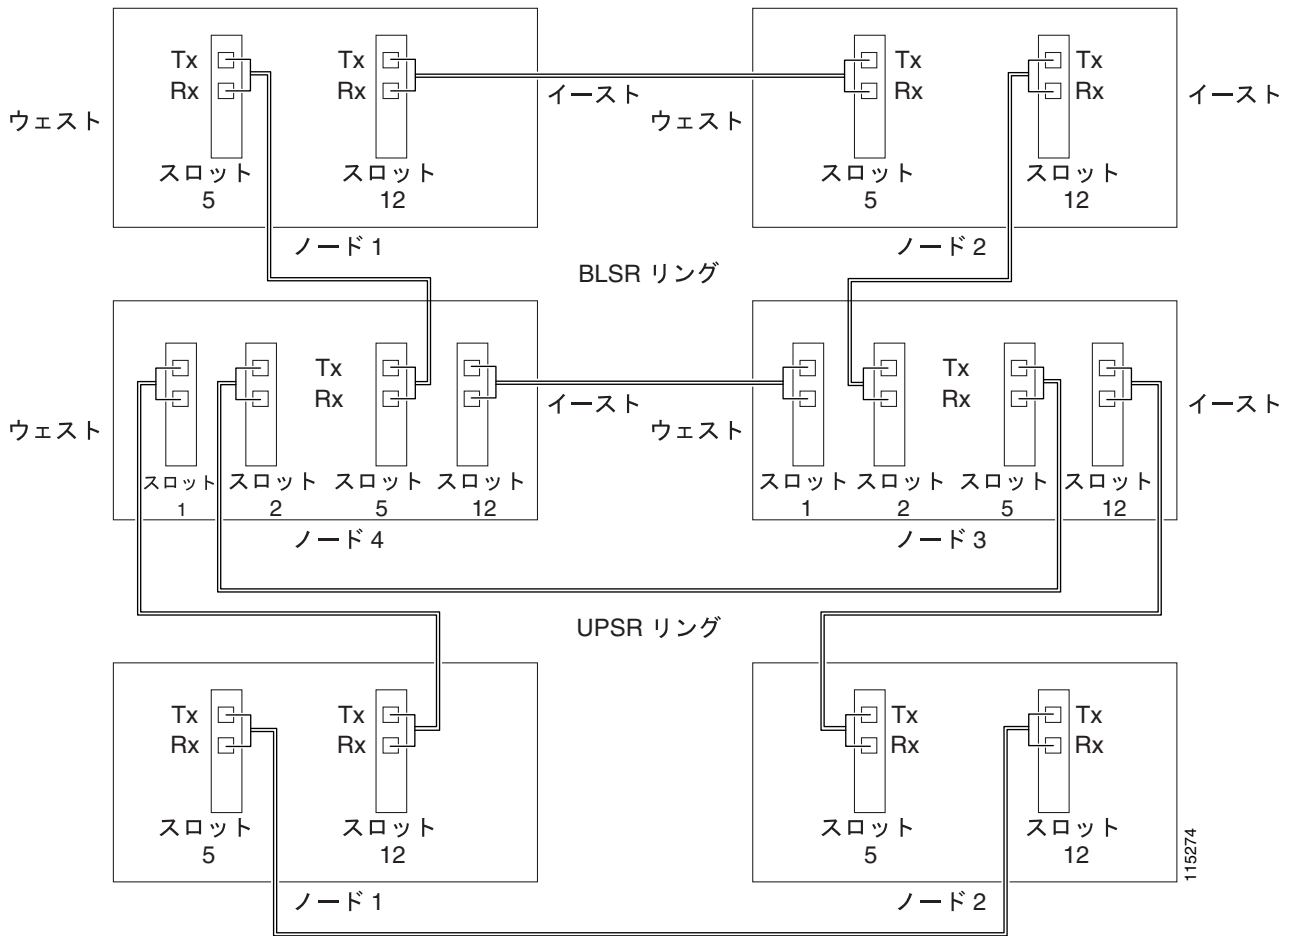 Tx Tx Tx Tx
Rx Rx Rx Rx
ウェスト イースト ウェスト イースト
スロット スロット スロット スロット
5 12 5 12
ノード 1 ノード 2
BLSR リング
Tx Tx
Rx Rx
ウェスト イースト ウェスト イースト
スロット スロット スロット スロット スロット スロット スロット スロット
1 2 5 12 1 2 5 12
ノード 4 ノード 3
UPSR リング
Tx Tx Tx Tx
Rx Rx Rx Rx
スロット スロット スロット スロット
5 12 5 12
ノード 1 ノード 2
115274